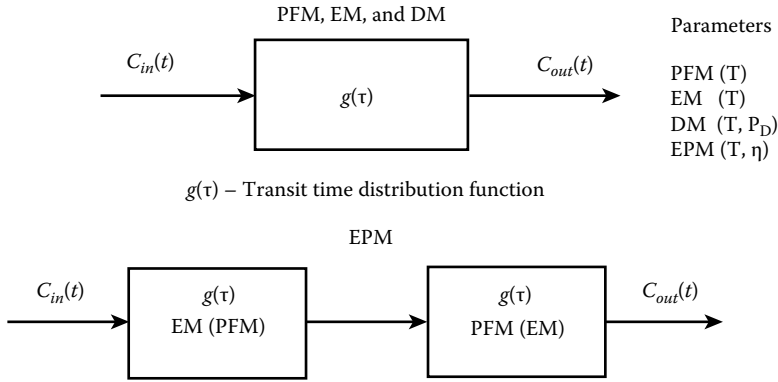 PFM, EM, and DM
C_in(t)
g(τ)
C_out(t)
Parameters
PFM (T)
EM (T)
DM (T, P_D)
EPM (T, η)
g(τ) – Transit time distribution function
EPM
C_in(t)
g(τ)
EM (PFM)
g(τ)
PFM (EM)
C_out(t)